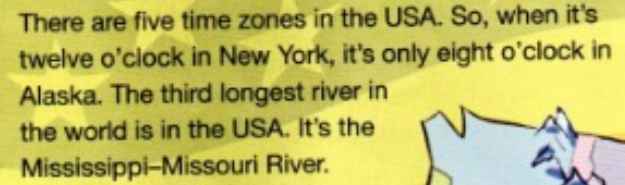 There are five time zones in the USA. So, when it's
twelve o'clock in New York, it's only eight o'clock in
Alaska. The third longest river in
the world is in the USA. It's the
Mississippi–Missouri River.